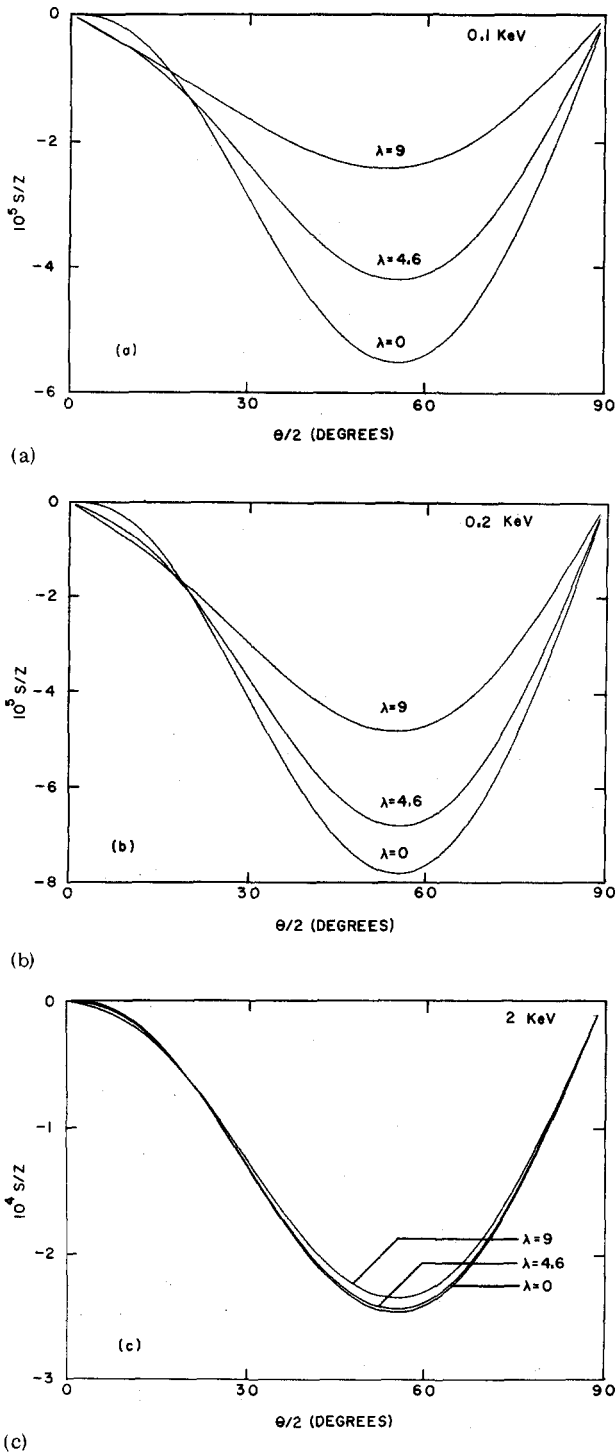 0
0.1 KeV
λ=9
-2
10⁵ S/Z
λ=4.6
-4
λ=0
(a)
-6
0 30 60 90
θ/2 (DEGREES)
(a)
0
0.2 KeV
-2
10⁵ S/Z
λ=9
-4
λ=4.6
-6
(b)
λ=0
-8
0 30 60 90
θ/2 (DEGREES)
(b)
0
2 KeV
-1
10⁴ S/Z
λ=9
-2
λ=4.6
λ=0
(c)
-3
0 30 60 90
θ/2 (DEGREES)
(c)